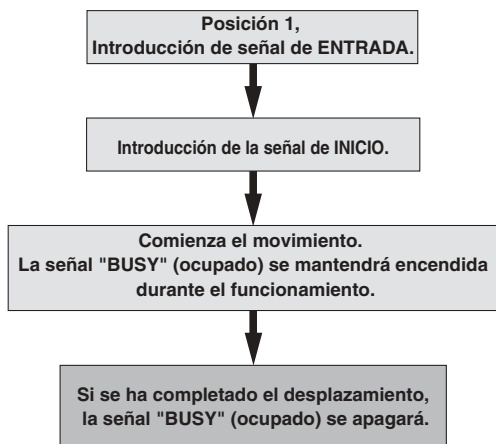 Posición 1,
Introducción de señal de ENTRADA.
Introducción de la señal de INICIO.
Comienza el movimiento.
La señal "BUSY" (ocupado) se mantendrá encendida
durante el funcionamiento.
Si se ha completado el desplazamiento,
la señal "BUSY" (ocupado) se apagará.